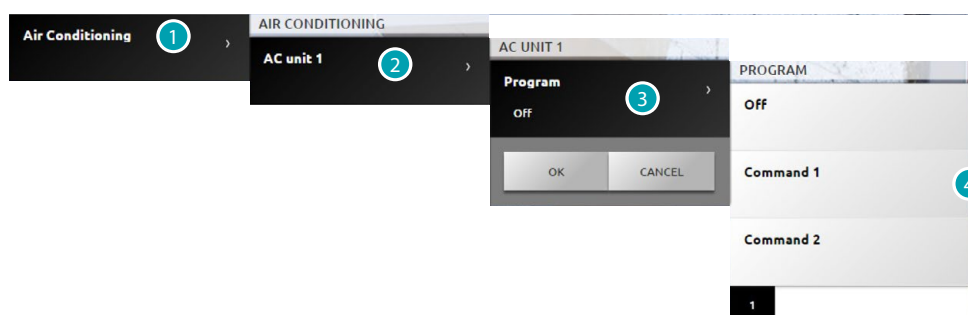 Air Conditioning
1
›
AIR CONDITIONING
AC unit 1
2
›
AC UNIT 1
Program
Off
3
›
OK
CANCEL
PROGRAM
Off
Command 1
4
Command 2
1